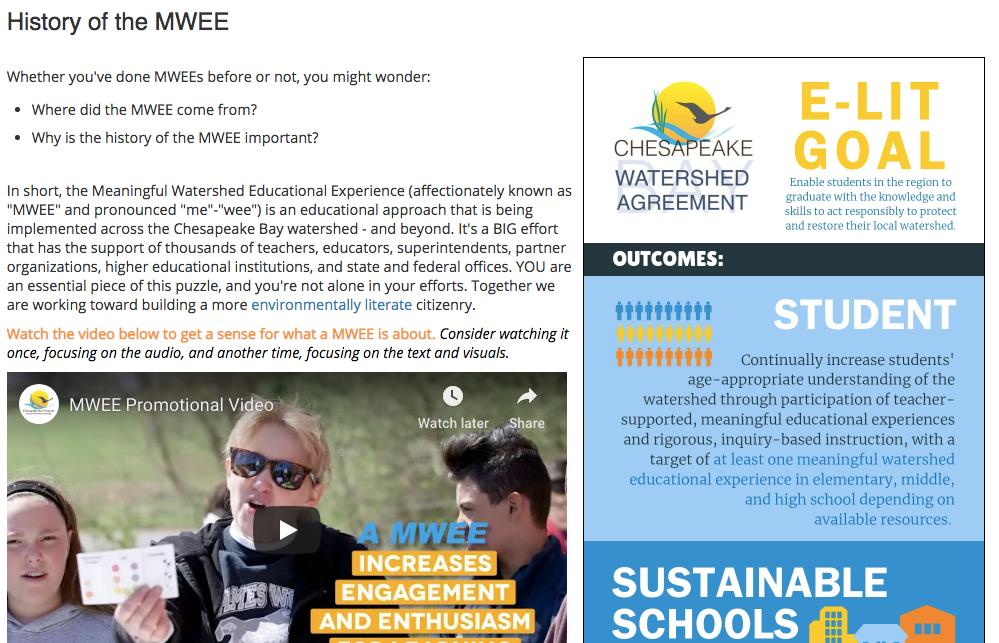 History of the MWEE
Whether you've done MWEEs before or not, you might wonder:
• Where did the MWEE come from?
• Why is the history of the MWEE important?
In short, the Meaningful Watershed Educational Experience (affectionately known as
"MWEE" and pronounced "me"-"wee") is an educational approach that is being
implemented across the Chesapeake Bay watershed - and beyond. It's a BIG effort
that has the support of thousands of teachers, educators, superintendents, partner
organizations, higher educational institutions, and state and federal offices. YOU are
an essential piece of this puzzle, and you're not alone in your efforts. Together we
are working toward building a more environmentally literate citizenry.
Watch the video below to get a sense for what a MWEE is about. Consider watching it
once, focusing on the audio, and another time, focusing on the text and visuals.
MWEE Promotional Video
Watch later
Share
A MWEE
INCREASES
ENGAGEMENT
AND ENTHUSIASM
CHESAPEAKE
BAY
WATERSHED
AGREEMENT
E-LIT
GOAL
Enable students in the region to
graduate with the knowledge and
skills to act responsibly to protect
and restore their local watershed.
OUTCOMES:
STUDENT
Continually increase students'
age-appropriate understanding of the
watershed through participation of teacher-
supported, meaningful educational experiences
and rigorous, inquiry-based instruction, with a
target of at least one meaningful watershed
educational experience in elementary, middle,
and high school depending on
available resources.
SUSTAINABLE
SCHOOLS